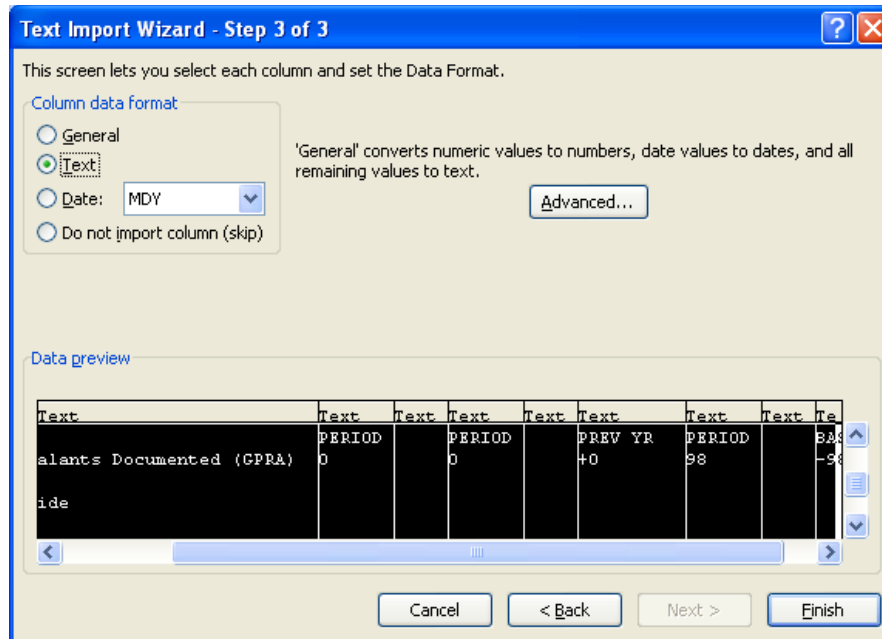 Text Import Wizard - Step 3 of 3
This screen lets you select each column and set the Data Format.
Column data format
General
Text
Date: MDY
Do not import column (skip)
'General' converts numeric values to numbers, date values to dates, and all
remaining values to text.
Advanced...
Data preview
Text Text Text Text Text Text Text Text Te
PERIOD PERIOD PREV YR PERIOD BAS
alants Documented (GPRA) 0 0 +0 98 -98
ide
Cancel < Back Next > Finish